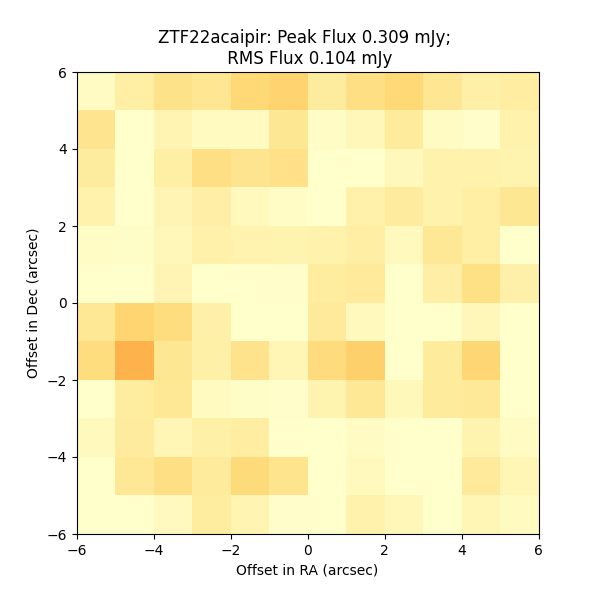 ZTF22acaipir: Peak Flux 0.309 mJy;
RMS Flux 0.104 mJy
6
4
2
0
−2
−4
−6
Offset in Dec (arcsec)
−6 −4 −2 0 2 4 6
Offset in RA (arcsec)